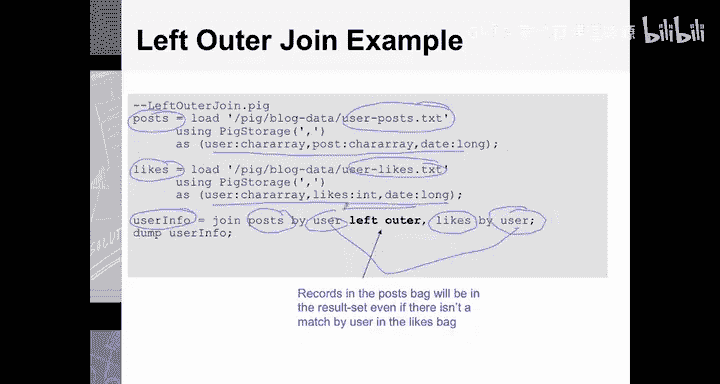 Left Outer Join Example
bilibili
--LeftOuterJoin.pig
posts = load '/pig/blog-data/user-posts.txt'
using PigStorage(',')
as (user:chararray,post:chararray,date:long);
likes = load '/pig/blog-data/user-likes.txt'
using PigStorage(',')
as (user:chararray,likes:int,date:long);
userInfo = join posts by user left outer, likes by user;
dump userInfo;
Records in the posts bag will be in
the result-set even if there isn't a
match by user in the likes bag